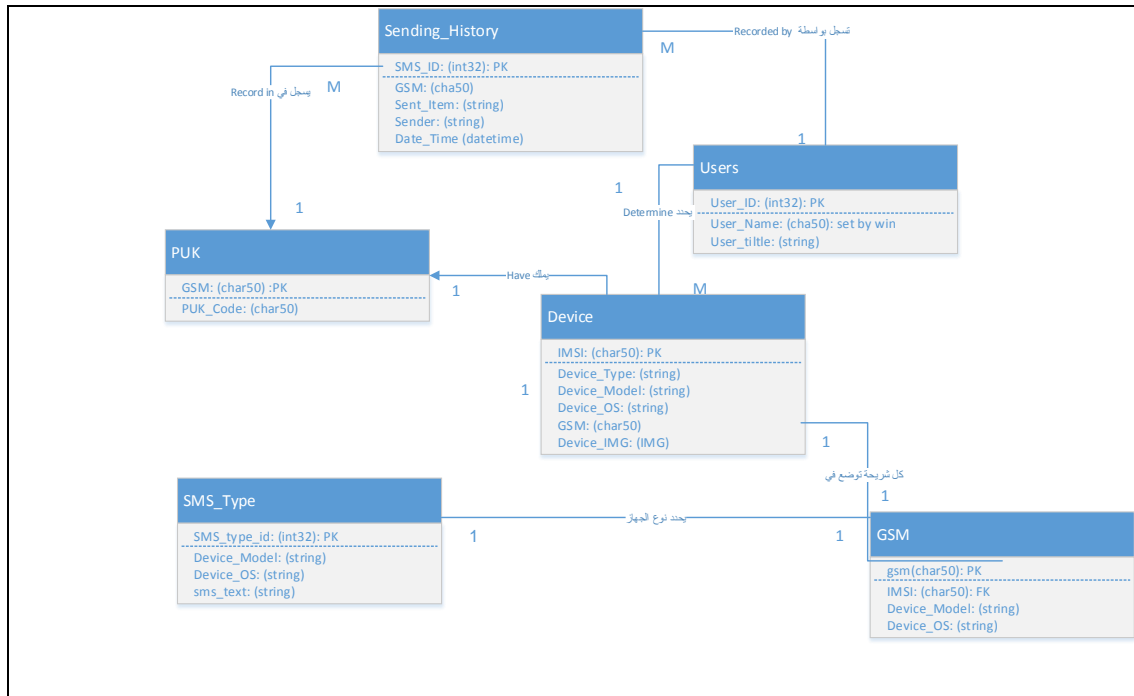 Sending_History
SMS_ID: (int32): PK
GSM: (cha50)
Sent_Item: (string)
Sender: (string)
Date_Time (datetime)
M
Recorded by تسجل بواسطة
1
M
Record in يسجل في
1
Users
User_ID: (int32): PK
User_Name: (cha50): set by win
User_tiltle: (string)
1
Determine يحدد
M
PUK
GSM: (char50) :PK
PUK_Code: (char50)
1
Have يملك
1
Device
IMSI: (char50): PK
Device_Type: (string)
Device_Model: (string)
Device_OS: (string)
GSM: (char50)
Device_IMG: (IMG)
1
كل شريحة توضع في
1
SMS_Type
SMS_type_id: (int32): PK
Device_Model: (string)
Device_OS: (string)
sms_text: (string)
1
يحدد نوع الجهاز
1
GSM
gsm(char50): PK
IMSI: (char50): FK
Device_Model: (string)
Device_OS: (string)